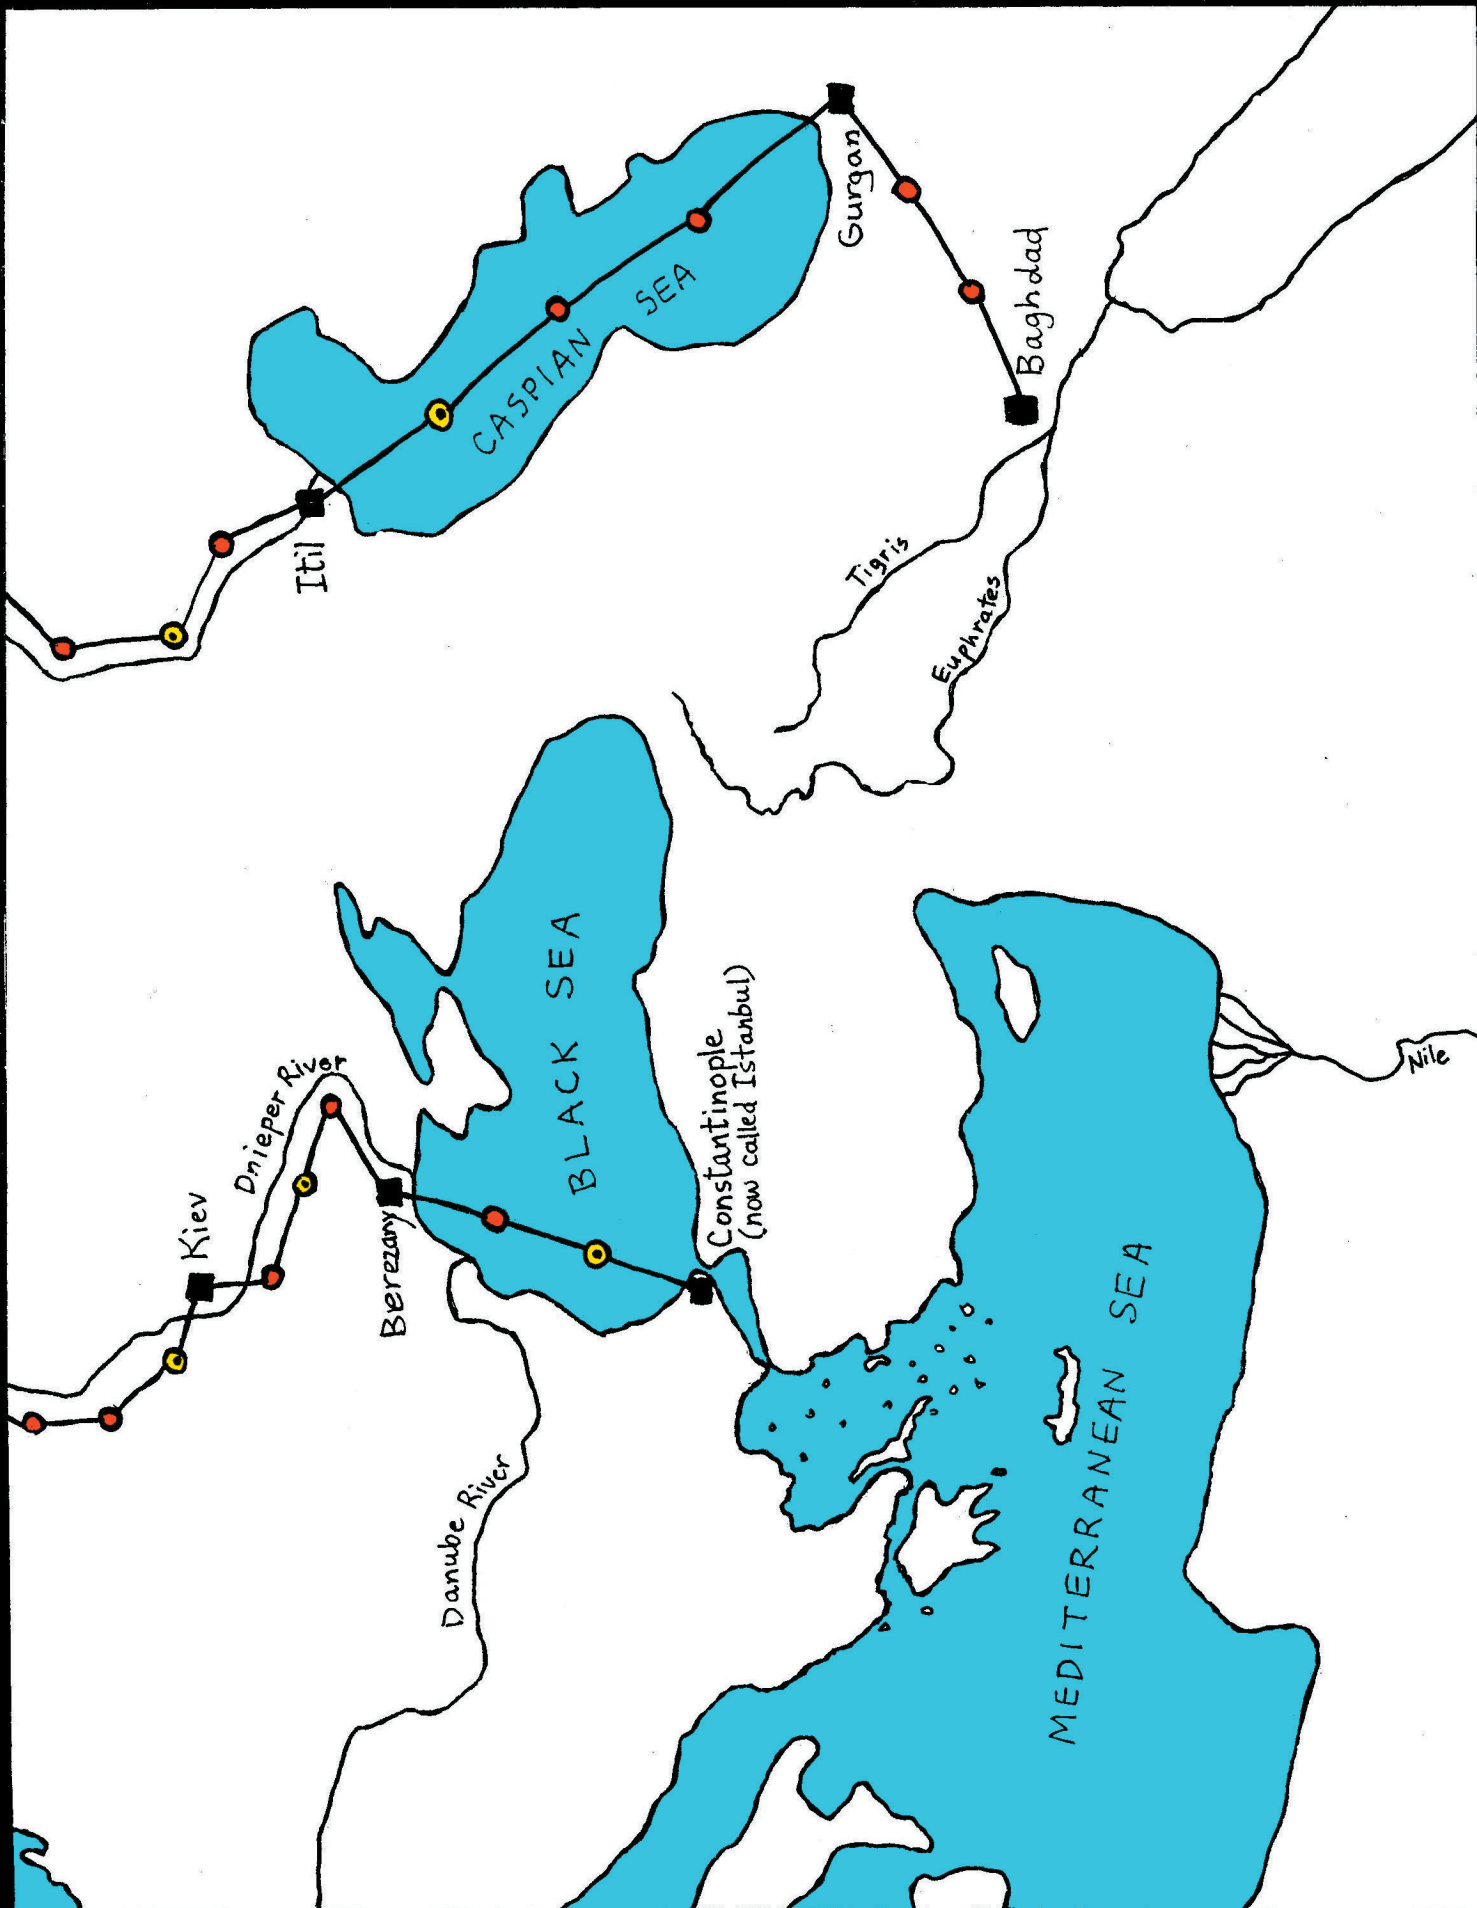 Kiev
Dnieper River
Berezany
Danube River
BLACK SEA
Constantinople
(now called Istanbul)
MEDITERRANEAN SEA
Nile
Itil
CASPIAN SEA
Gurgan
Baghdad
Tigris
Euphrates